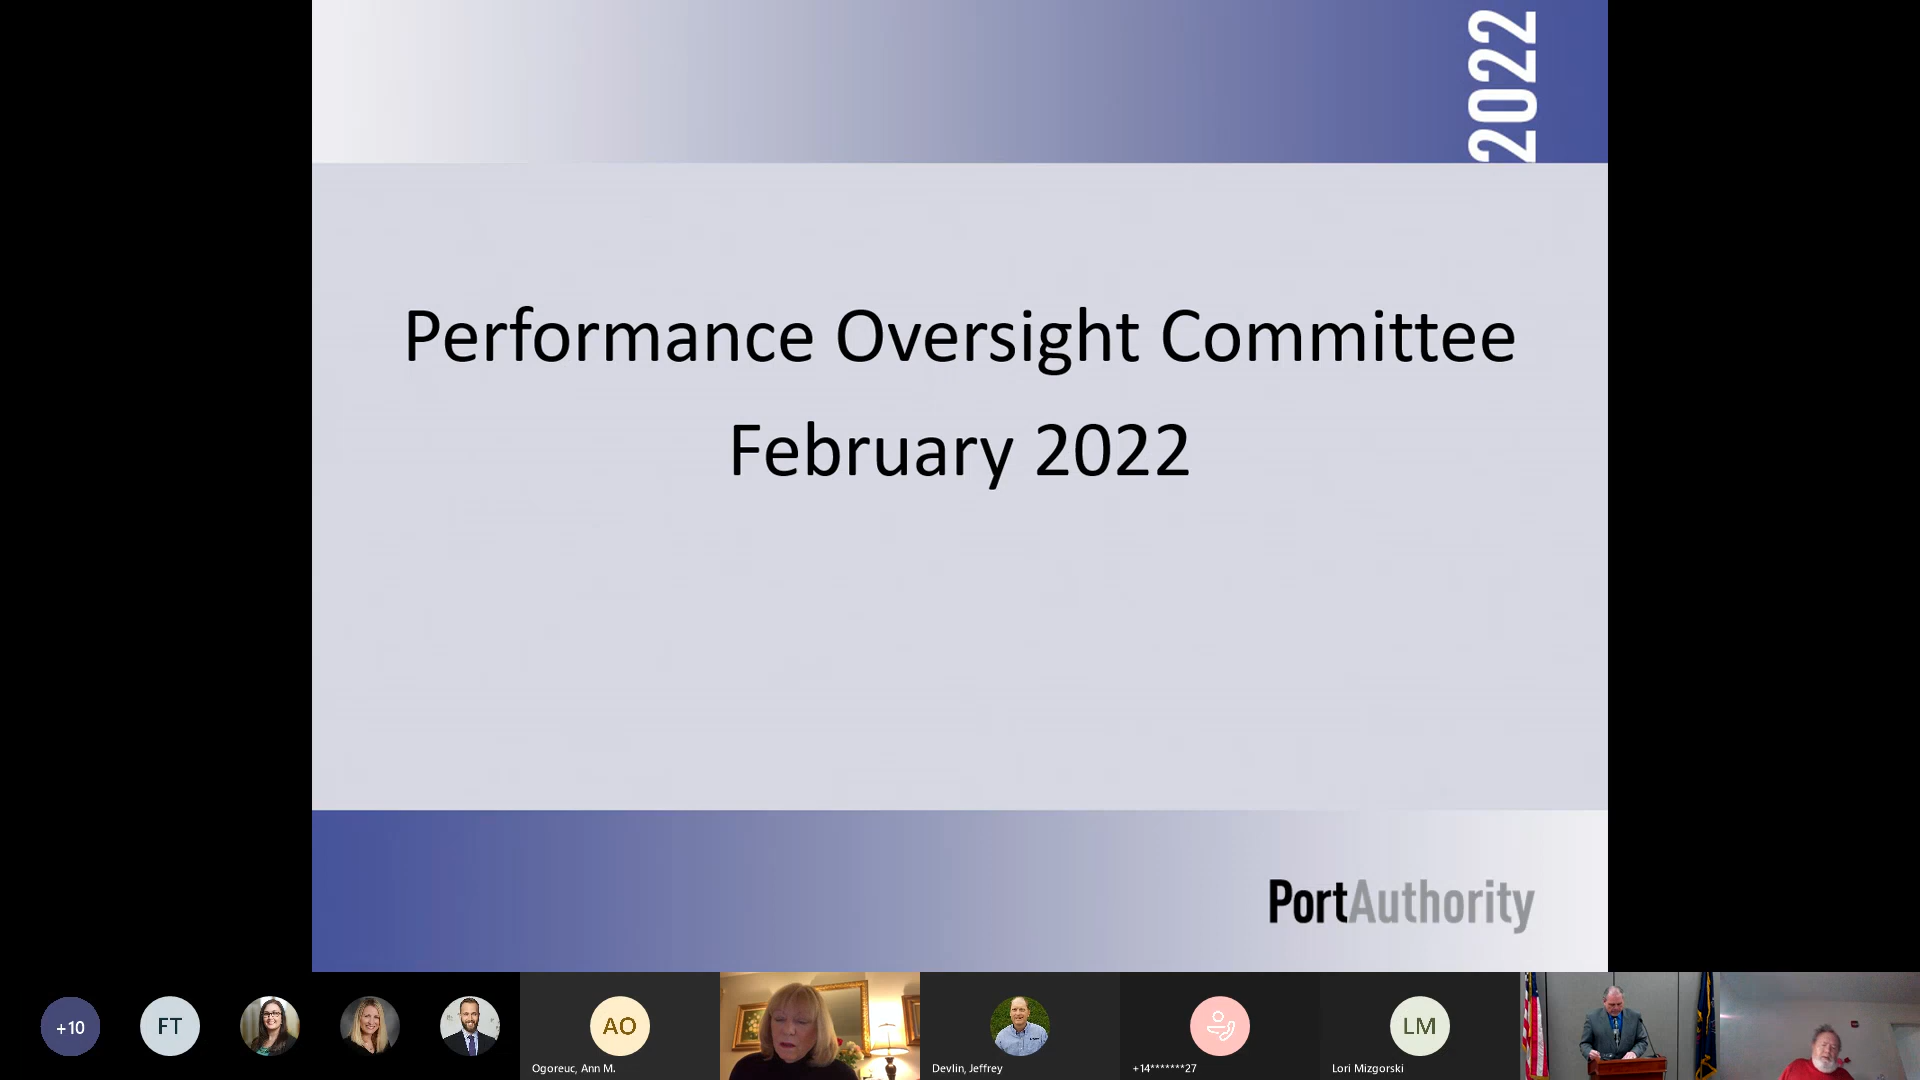 2022
Performance Oversight Committee
February 2022
PortAuthority
+10
FT
AO
Ogoreuc, Ann M.
Devlin, Jeffrey
+14*******27
LM
Lori Mizgorski